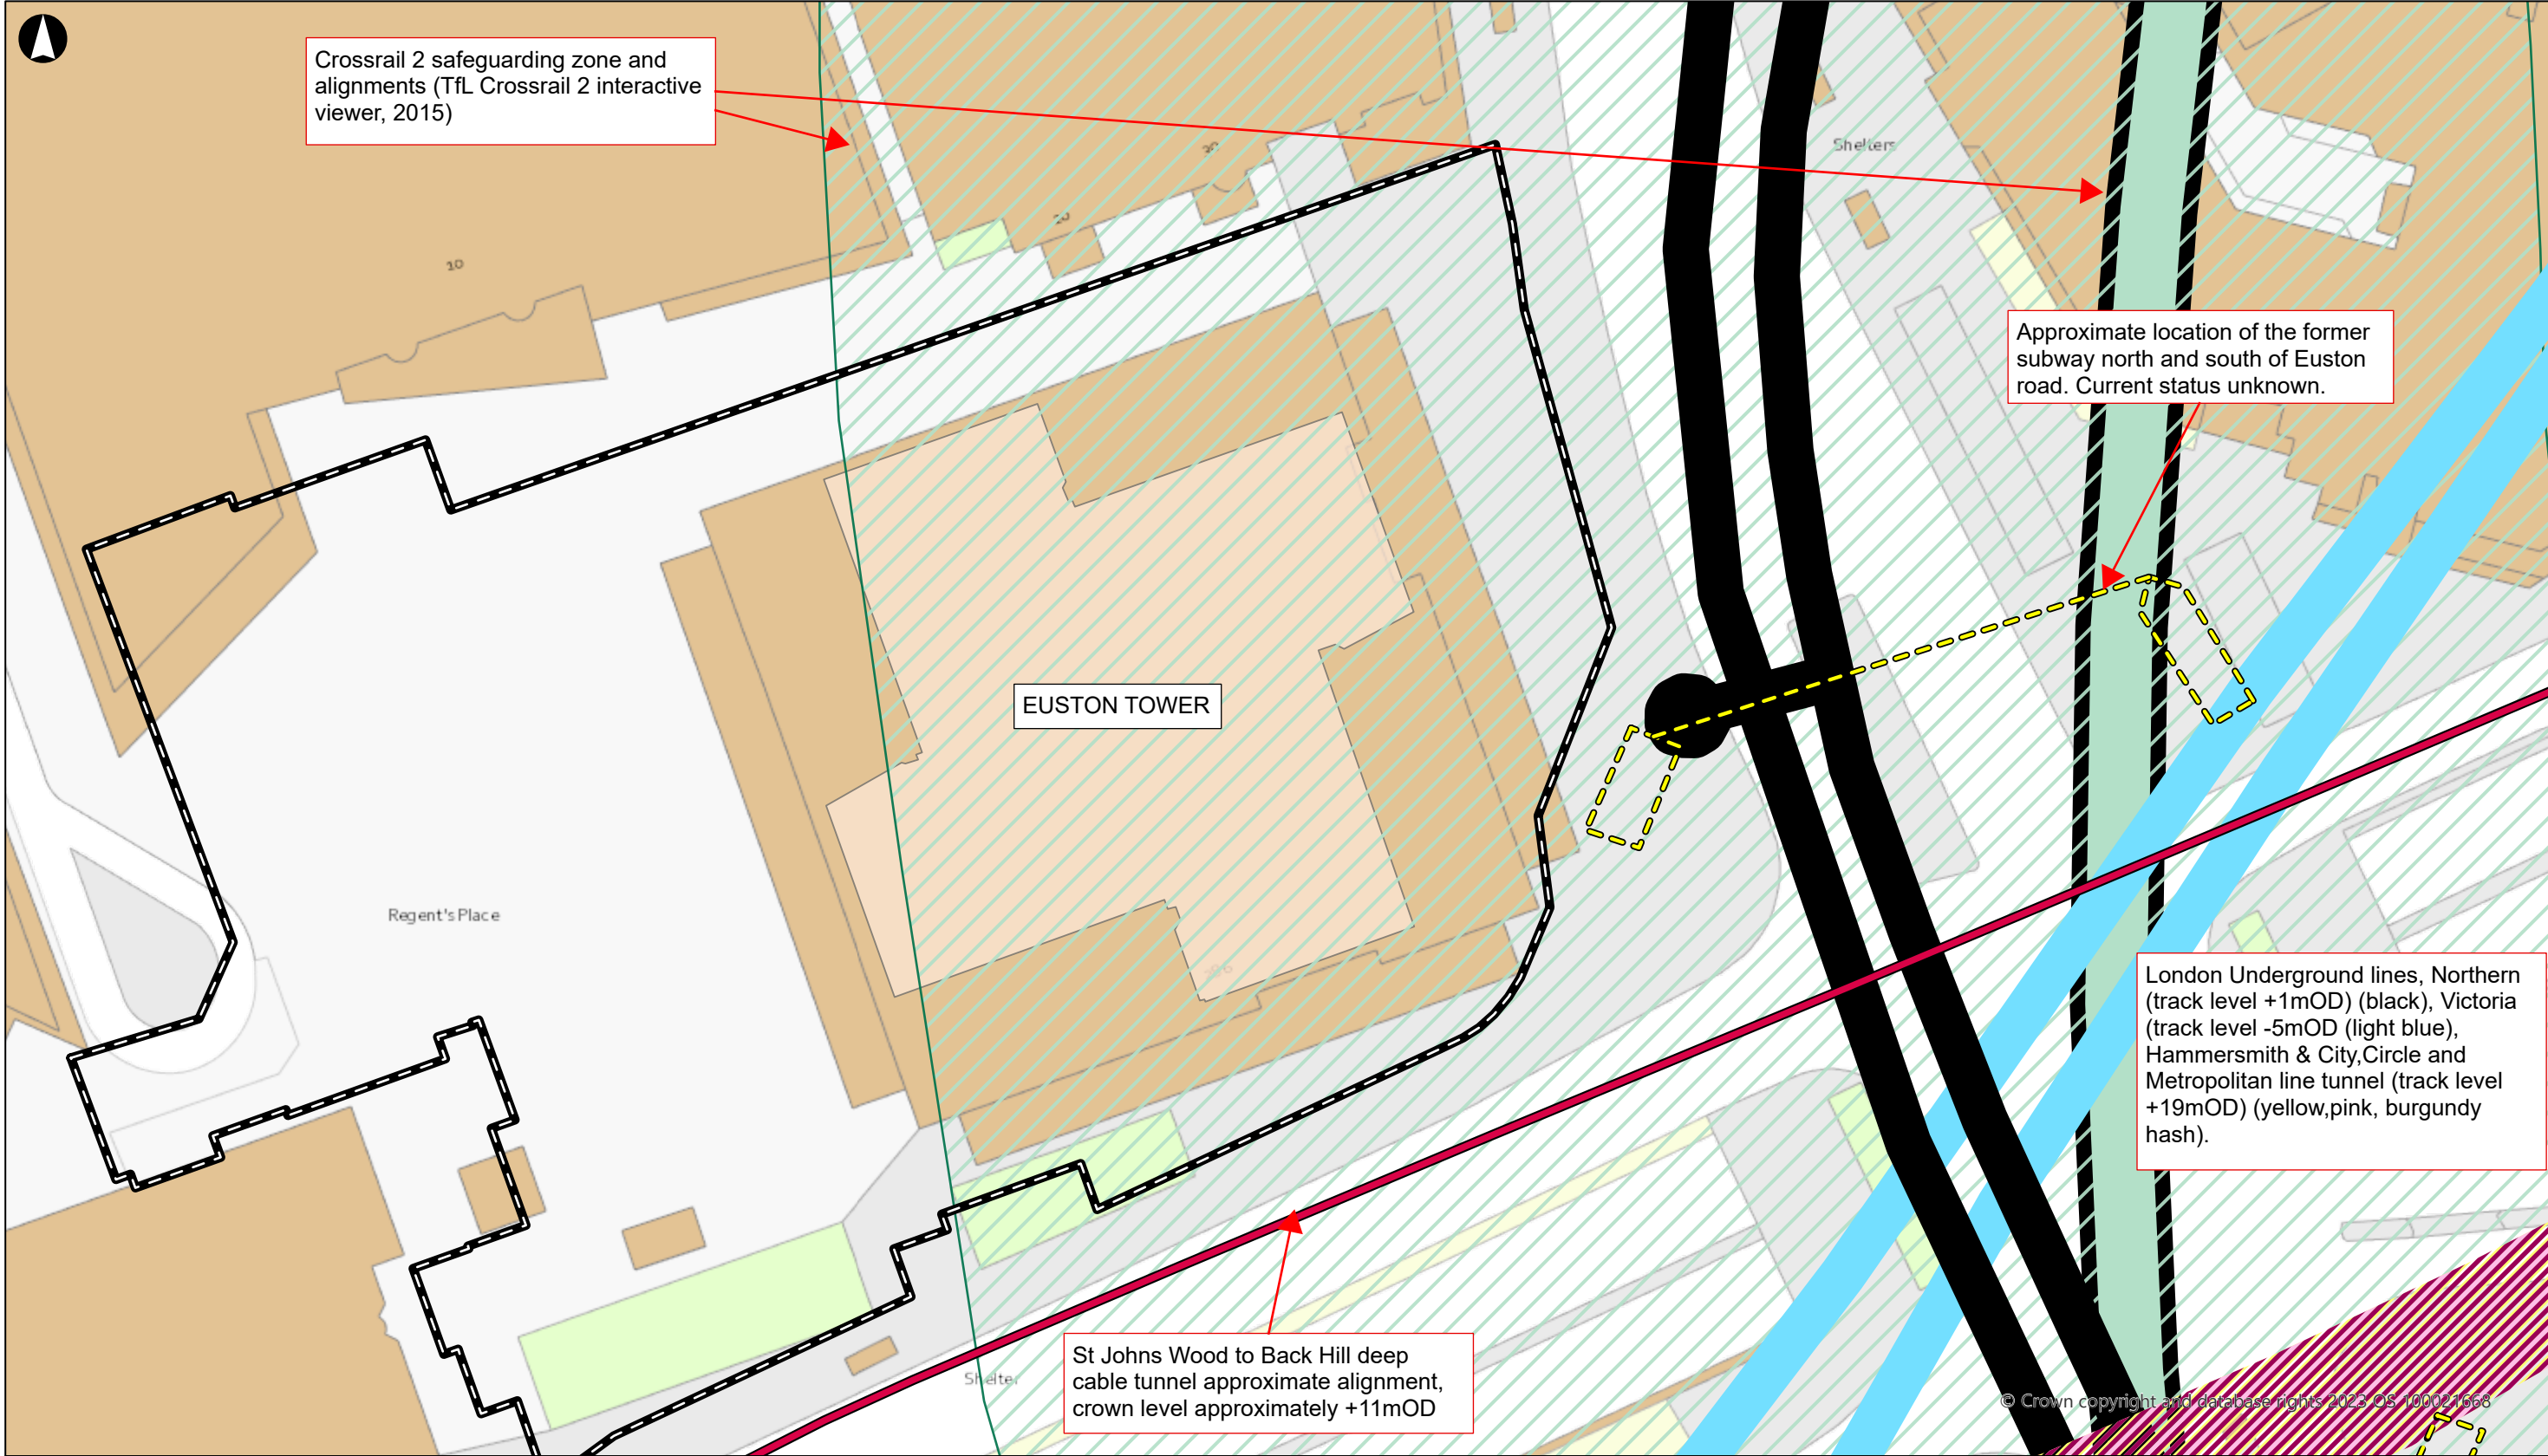 Crossrail 2 safeguarding zone and
alignments (TfL Crossrail 2 interactive
viewer, 2015)
Shelters
30
20
10
Approximate location of the former
subway north and south of Euston
road. Current status unknown.
EUSTON TOWER
Regent's Place
London Underground lines, Northern
(track level +1mOD) (black), Victoria
(track level -5mOD (light blue),
Hammersmith & City,Circle and
Metropolitan line tunnel (track level
+19mOD) (yellow,pink, burgundy
hash).
St Johns Wood to Back Hill deep
cable tunnel approximate alignment,
crown level approximately +11mOD
Shelter
© Crown copyright and database rights 2023 OS 100021668